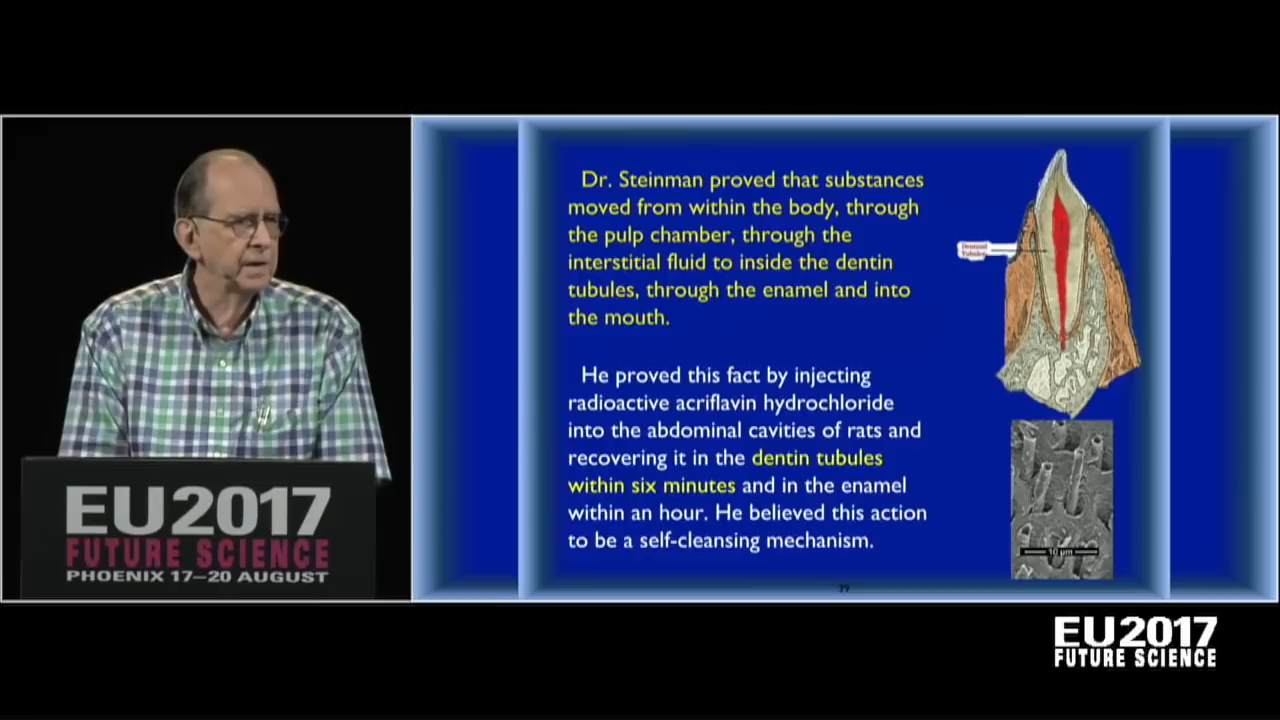 Dr. Steinman proved that substances
moved from within the body, through
the pulp chamber, through the
interstitial fluid to inside the dentin
tubules, through the enamel and into
the mouth.
He proved this fact by injecting
radioactive acriflavin hydrochloride
into the abdominal cavities of rats and
recovering it in the dentin tubules
within six minutes and in the enamel
within an hour. He believed this action
to be a self-cleansing mechanism.
Dentinal
Tubules
10 µm
EU2017
FUTURE SCIENCE
PHOENIX 17–20 AUGUST
EU2017
FUTURE SCIENCE